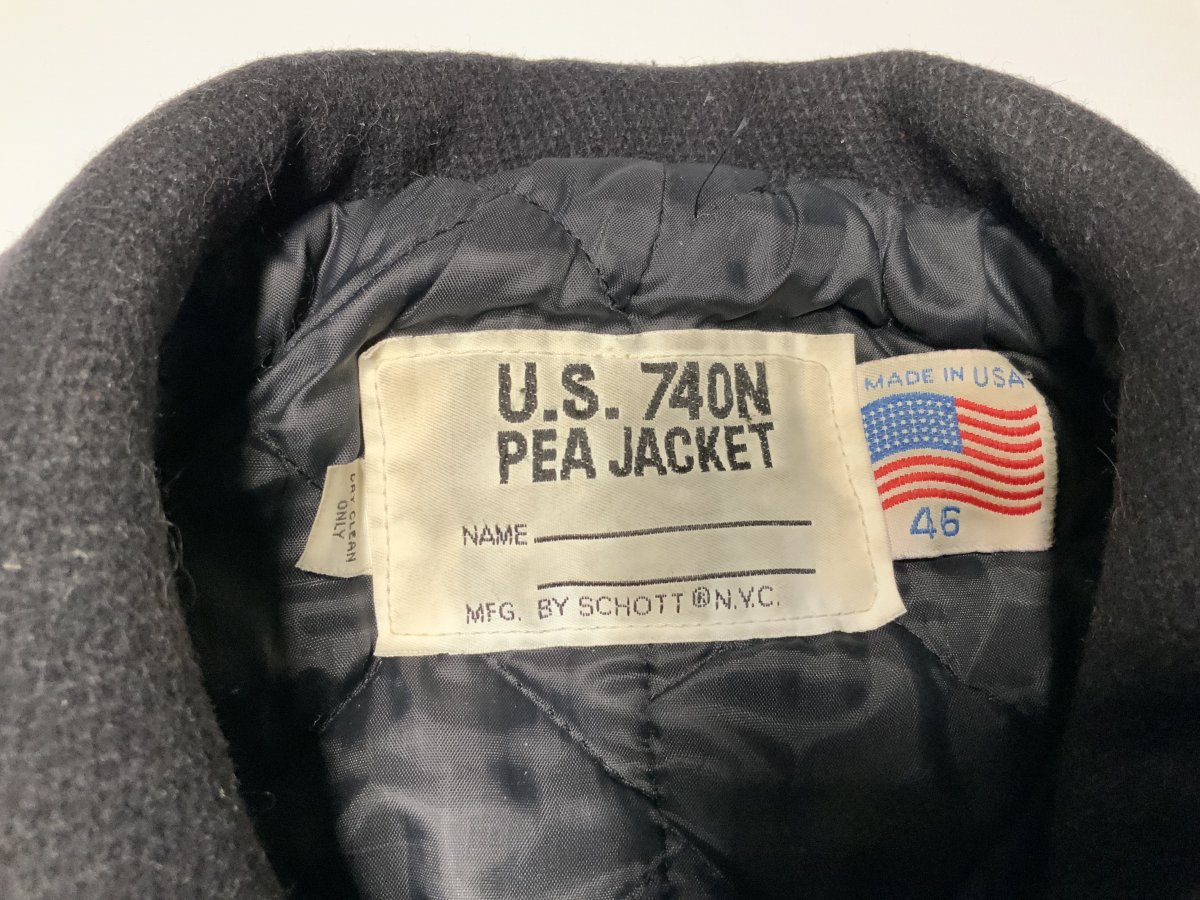 U.S. 740N
PEA JACKET
NAME
MFG. BY SCHOTT ® N.Y.C.
MADE IN USA
46
DRY CLEAN
ONLY